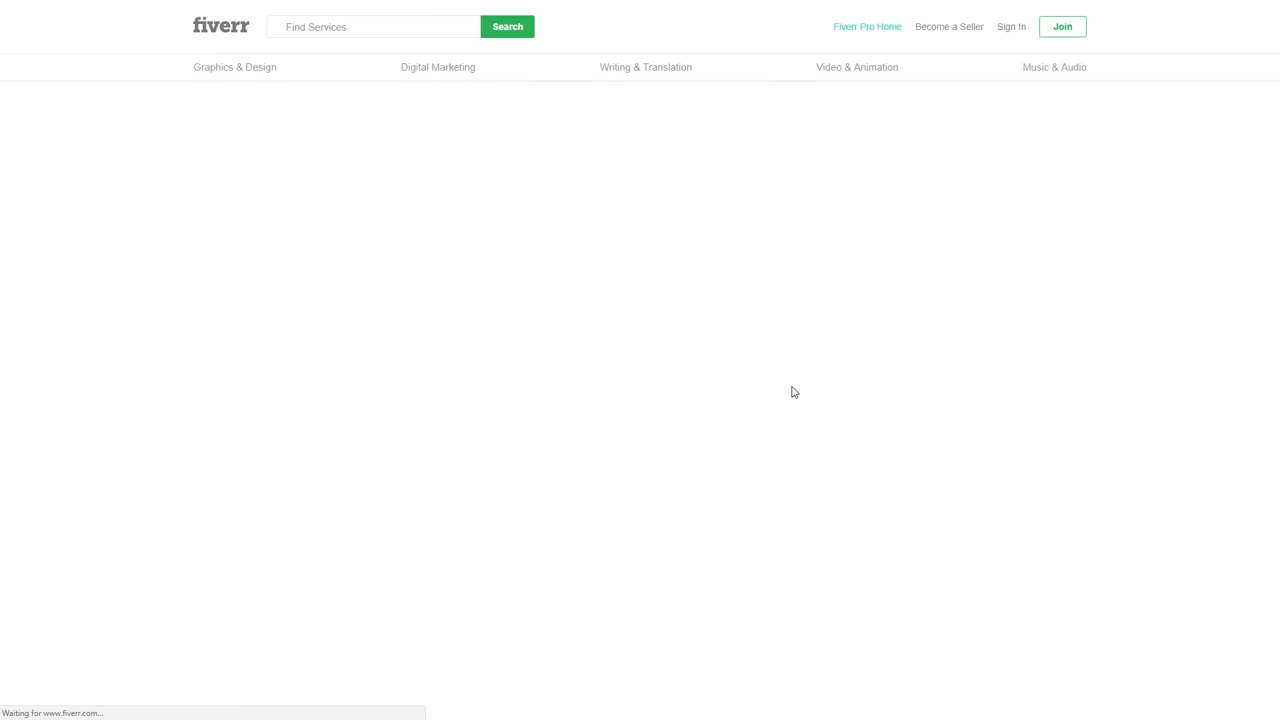 fiverr
Find Services
Search
Fiverr Pro Home
Become a Seller
Sign In
Join
Graphics & Design
Digital Marketing
Writing & Translation
Video & Animation
Music & Audio
Waiting for www.fiverr.com...